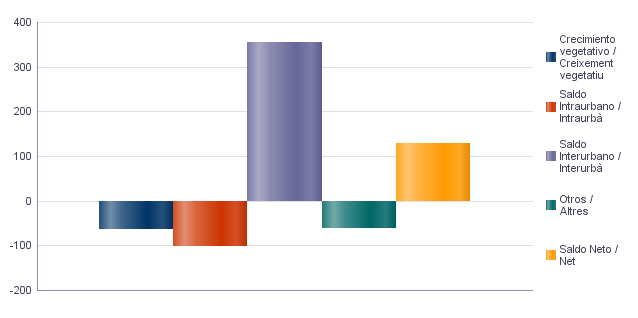 400
300
200
100
0
-100
-200
Crecimiento
vegetativo /
Creixement
vegetatiu
Saldo
Intraurbano /
Intraurbà
Saldo
Interurbano /
Interurbà
Otros /
Altres
Saldo Neto /
Net